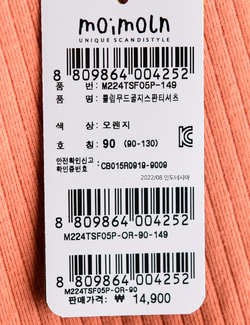 moimoln
UNIQUE SCANDISTYLE
8 809864 004252
품 번: M224TSF05P-149
품 명: 플립무드골지스판티셔츠
색 상: 오렌지
호 칭: 90 (90-130)
안전확인신고
확인증번호 : CB015R0919-9009
2022/08 인도네시아
8 809864 004252
M224TSF05P-OR-90-149
8 809864 004252
M224TSF05P-OR-90
판매가격: ₩ 14,900